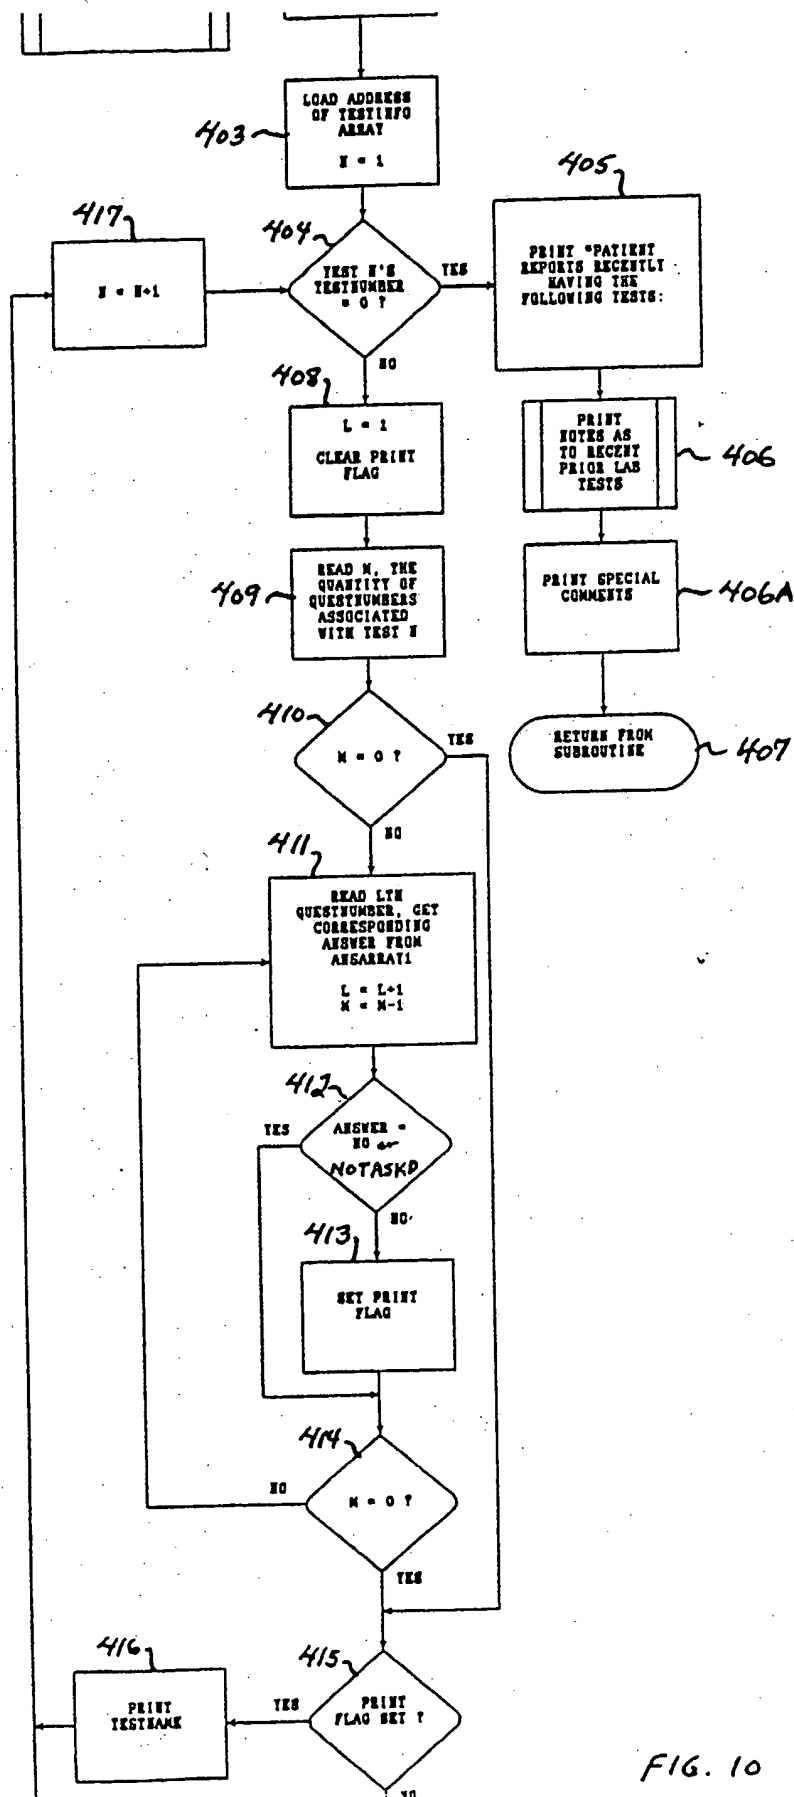 LOAD ADDRESS
OF TESTINFO
ARRAY
N = 1
403
405
417
404
N = N+1
TEST N'S
TESTNUMBER
= 0 ?
YES
NO
PRINT "PATIENT
REPORTS RECENTLY
HAVING THE
FOLLOWING TESTS:
408
L = 1
CLEAR PRINT
FLAG
PRINT
NOTES AS
TO RECENT
PRIOR LAB
TESTS
406
409
READ M, THE
QUANTITY OF
QUESTNUMBERS
ASSOCIATED
WITH TEST N
PRINT SPECIAL
COMMENTS
406A
410
M = 0 ?
YES
NO
RETURN FROM
SUBROUTINE
407
411
READ LTH
QUESTNUMBER, GET
CORRESPONDING
ANSWER FROM
ANSARRAY1
L = L+1
M = M-1
412
YES
ANSWER =
NO or
NOTASKD
NO
413
SET PRINT
FLAG
414
NO
M = 0 ?
YES
416
415
PRINT
TESTNAME
YES
PRINT
FLAG SET ?
NO
FIG. 10